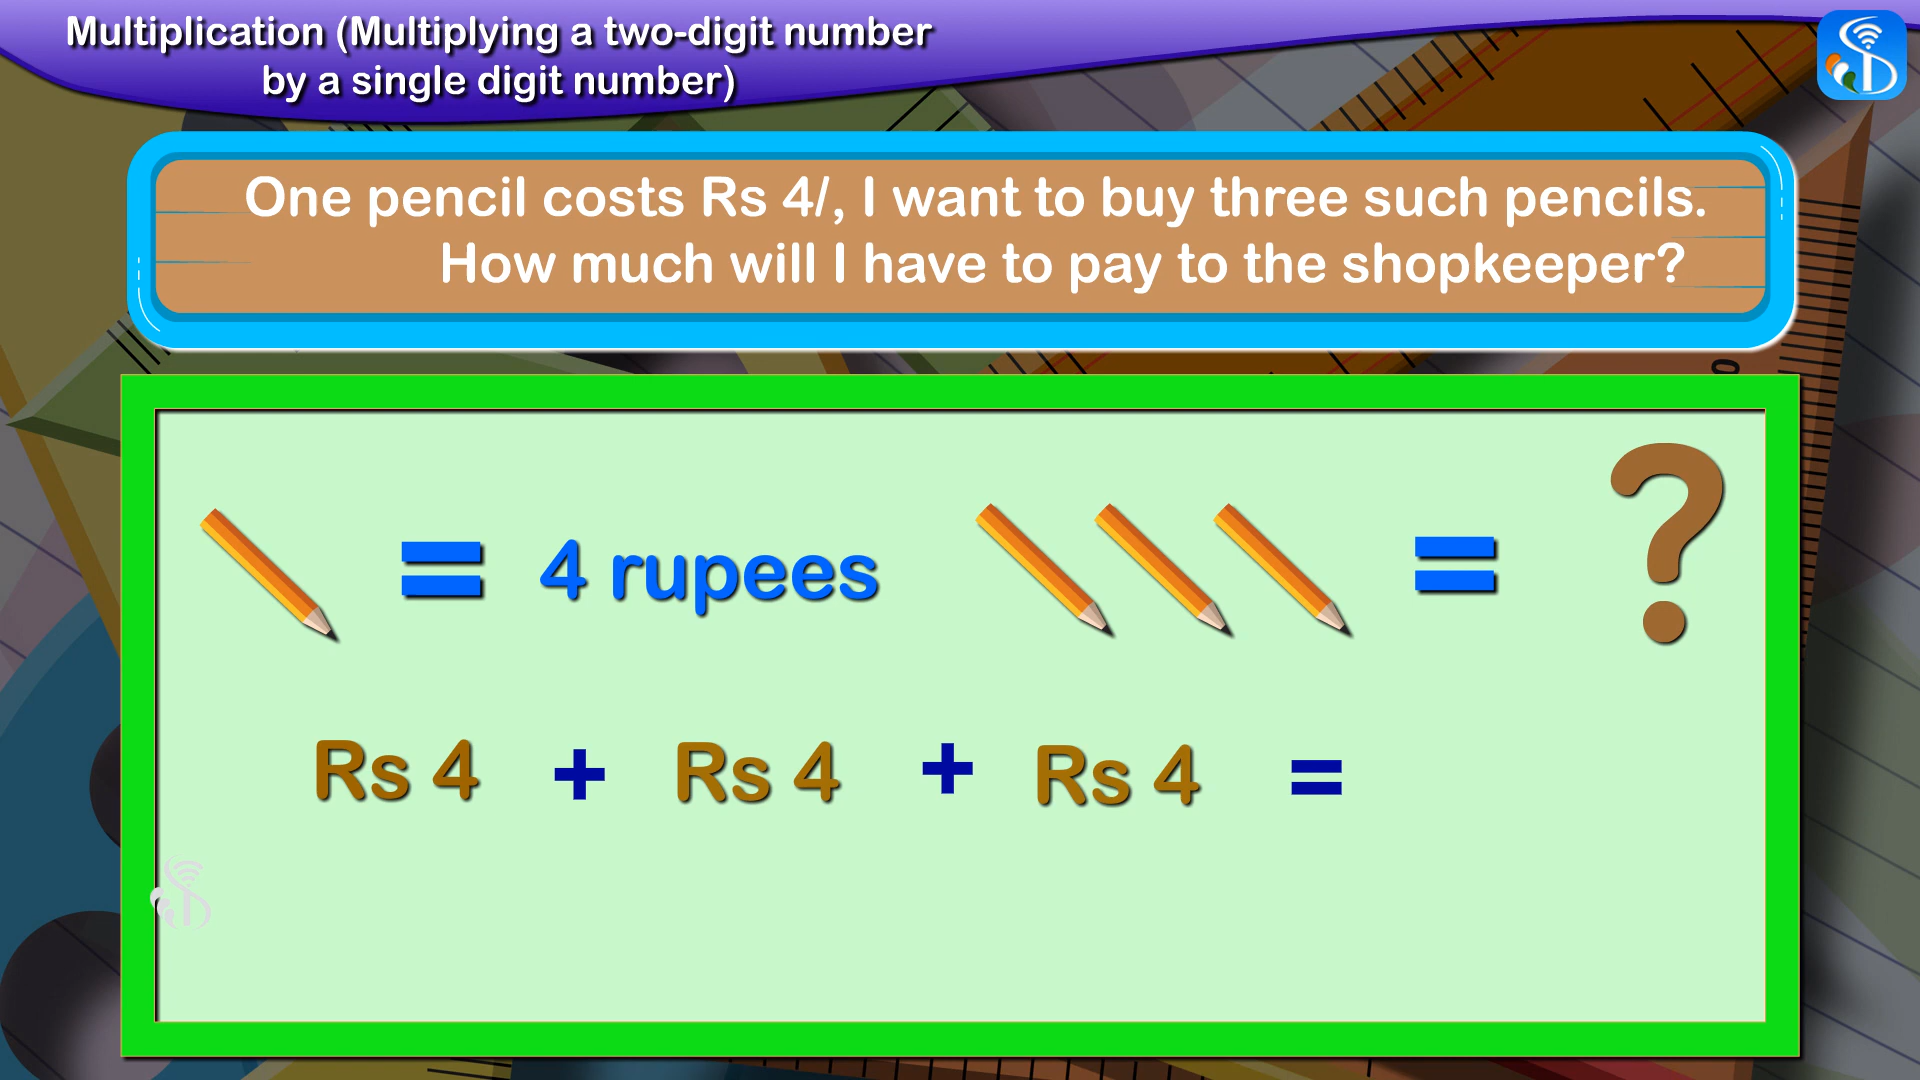 Multiplication (Multiplying a two-digit number
by a single digit number)
One pencil costs Rs 4/, I want to buy three such pencils.
How much will I have to pay to the shopkeeper?
0
= 4 rupees = ?
Rs 4 + Rs 4 + Rs 4 =